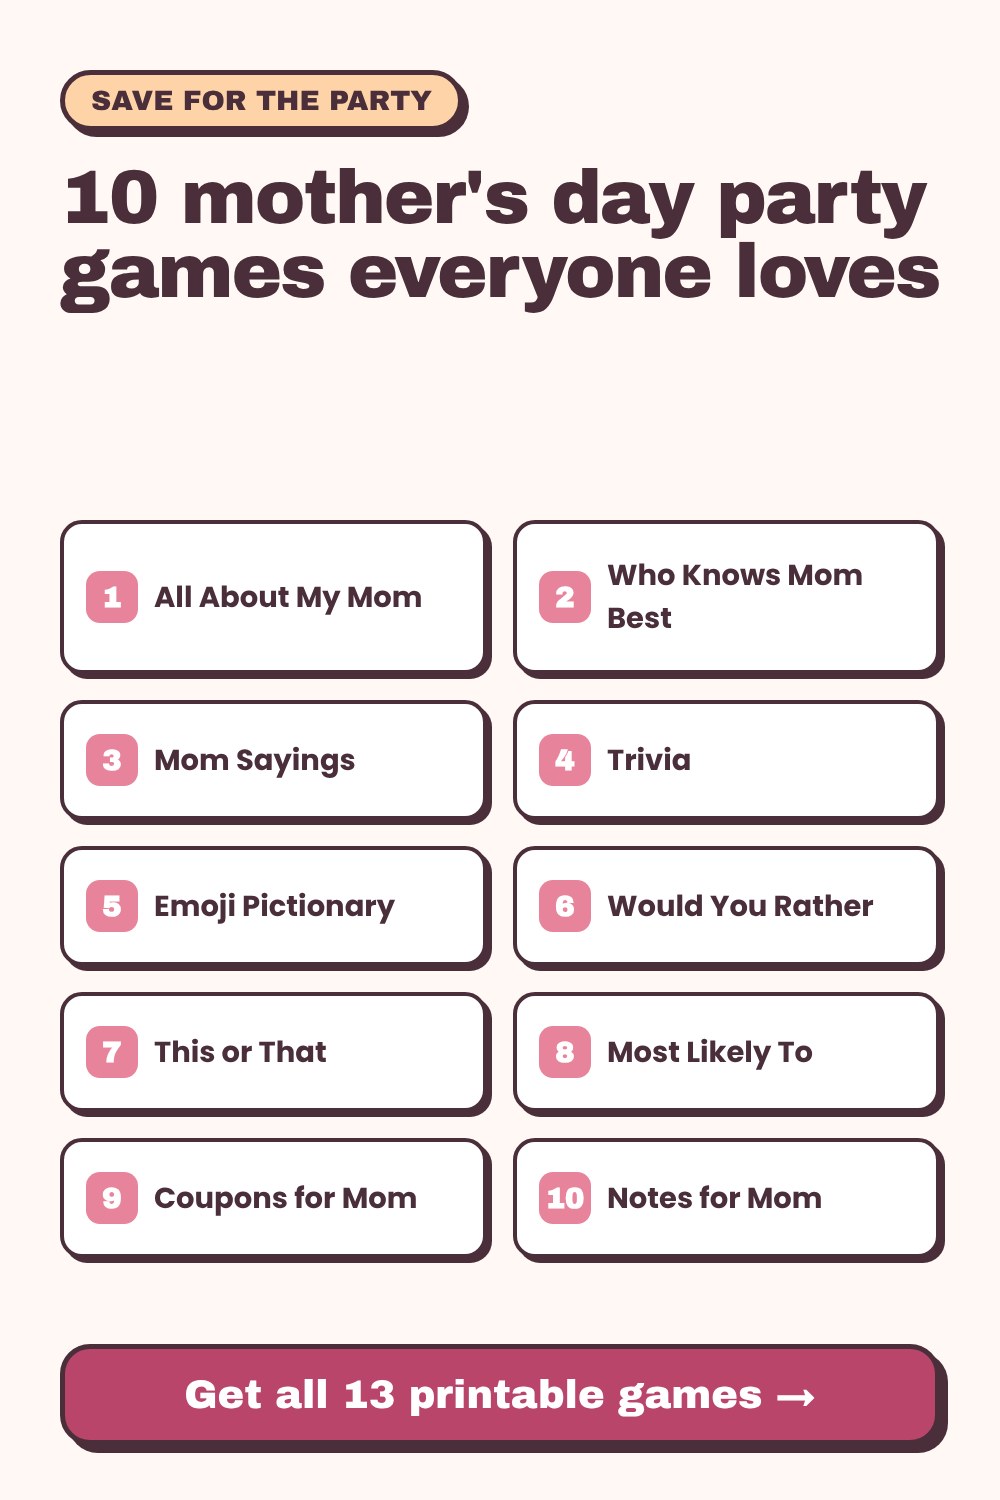 SAVE FOR THE PARTY
10 mother's day party
games everyone loves
1 All About My Mom
2 Who Knows Mom
Best
3 Mom Sayings
4 Trivia
5 Emoji Pictionary
6 Would You Rather
7 This or That
8 Most Likely To
9 Coupons for Mom
10 Notes for Mom
Get all 13 printable games →